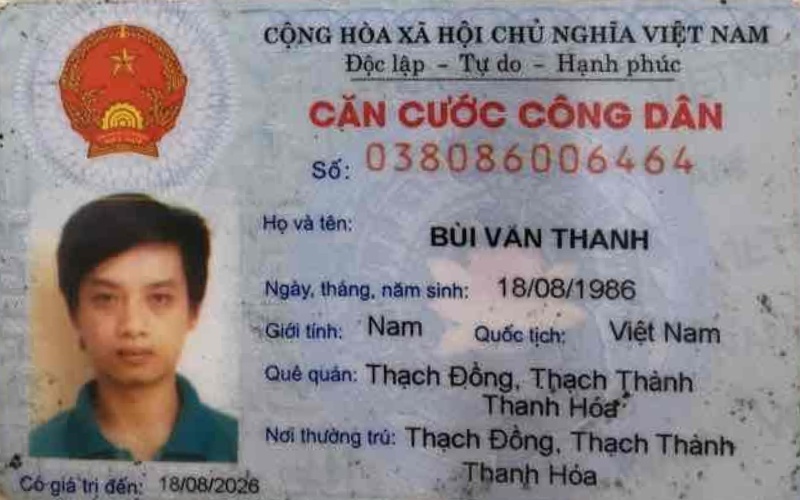 CỘNG HÒA XÃ HỘI CHỦ NGHĨA VIỆT NAM
Độc lập - Tự do - Hạnh phúc
CĂN CƯỚC CÔNG DÂN
Số: 038086006464
Họ và tên: BÙI VĂN THANH
Ngày, tháng, năm sinh: 18/08/1986
Giới tính: Nam Quốc tịch: Việt Nam
Quê quán: Thạch Đồng, Thạch Thành
Thanh Hóa
Nơi thường trú: Thạch Đồng, Thạch Thành
Thanh Hóa
Có giá trị đến: 18/08/2026